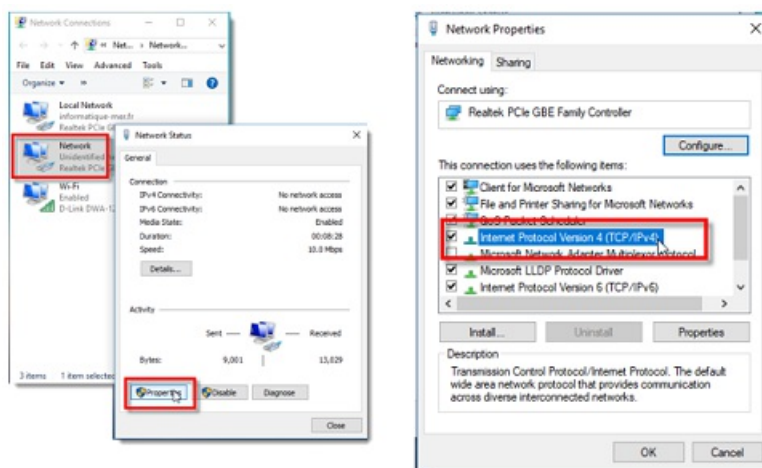 Network Connections
Net... > Network...
File Edit View Advanced Tools
Organize
Local Network
informatique-mer.fr
Realtek PCIe GB
Network
Unidentified
Realtek PCIe G
Wi-Fi
Enabled
D-Link DWA-12
3 items 1 item selected
Network Status
General
Connection
IPv4 Connectivity: No network access
IPv6 Connectivity: No network access
Media State: Enabled
Duration: 00:08:28
Speed: 10.0 Mbps
Details...
Activity
Sent Received
Bytes: 9,001 13,029
Properties Disable Diagnose
Close
Network Properties
Networking Sharing
Connect using:
Realtek PCIe GBE Family Controller
Configure...
This connection uses the following items:
Client for Microsoft Networks
File and Printer Sharing for Microsoft Networks
QoS Packet Scheduler
Internet Protocol Version 4 (TCP/IPv4)
Microsoft Network Adapter Multiplexor Protocol
Microsoft LLDP Protocol Driver
Internet Protocol Version 6 (TCP/IPv6)
Install... Uninstall Properties
Description
Transmission Control Protocol/Internet Protocol. The default
wide area network protocol that provides communication
across diverse interconnected networks.
OK Cancel